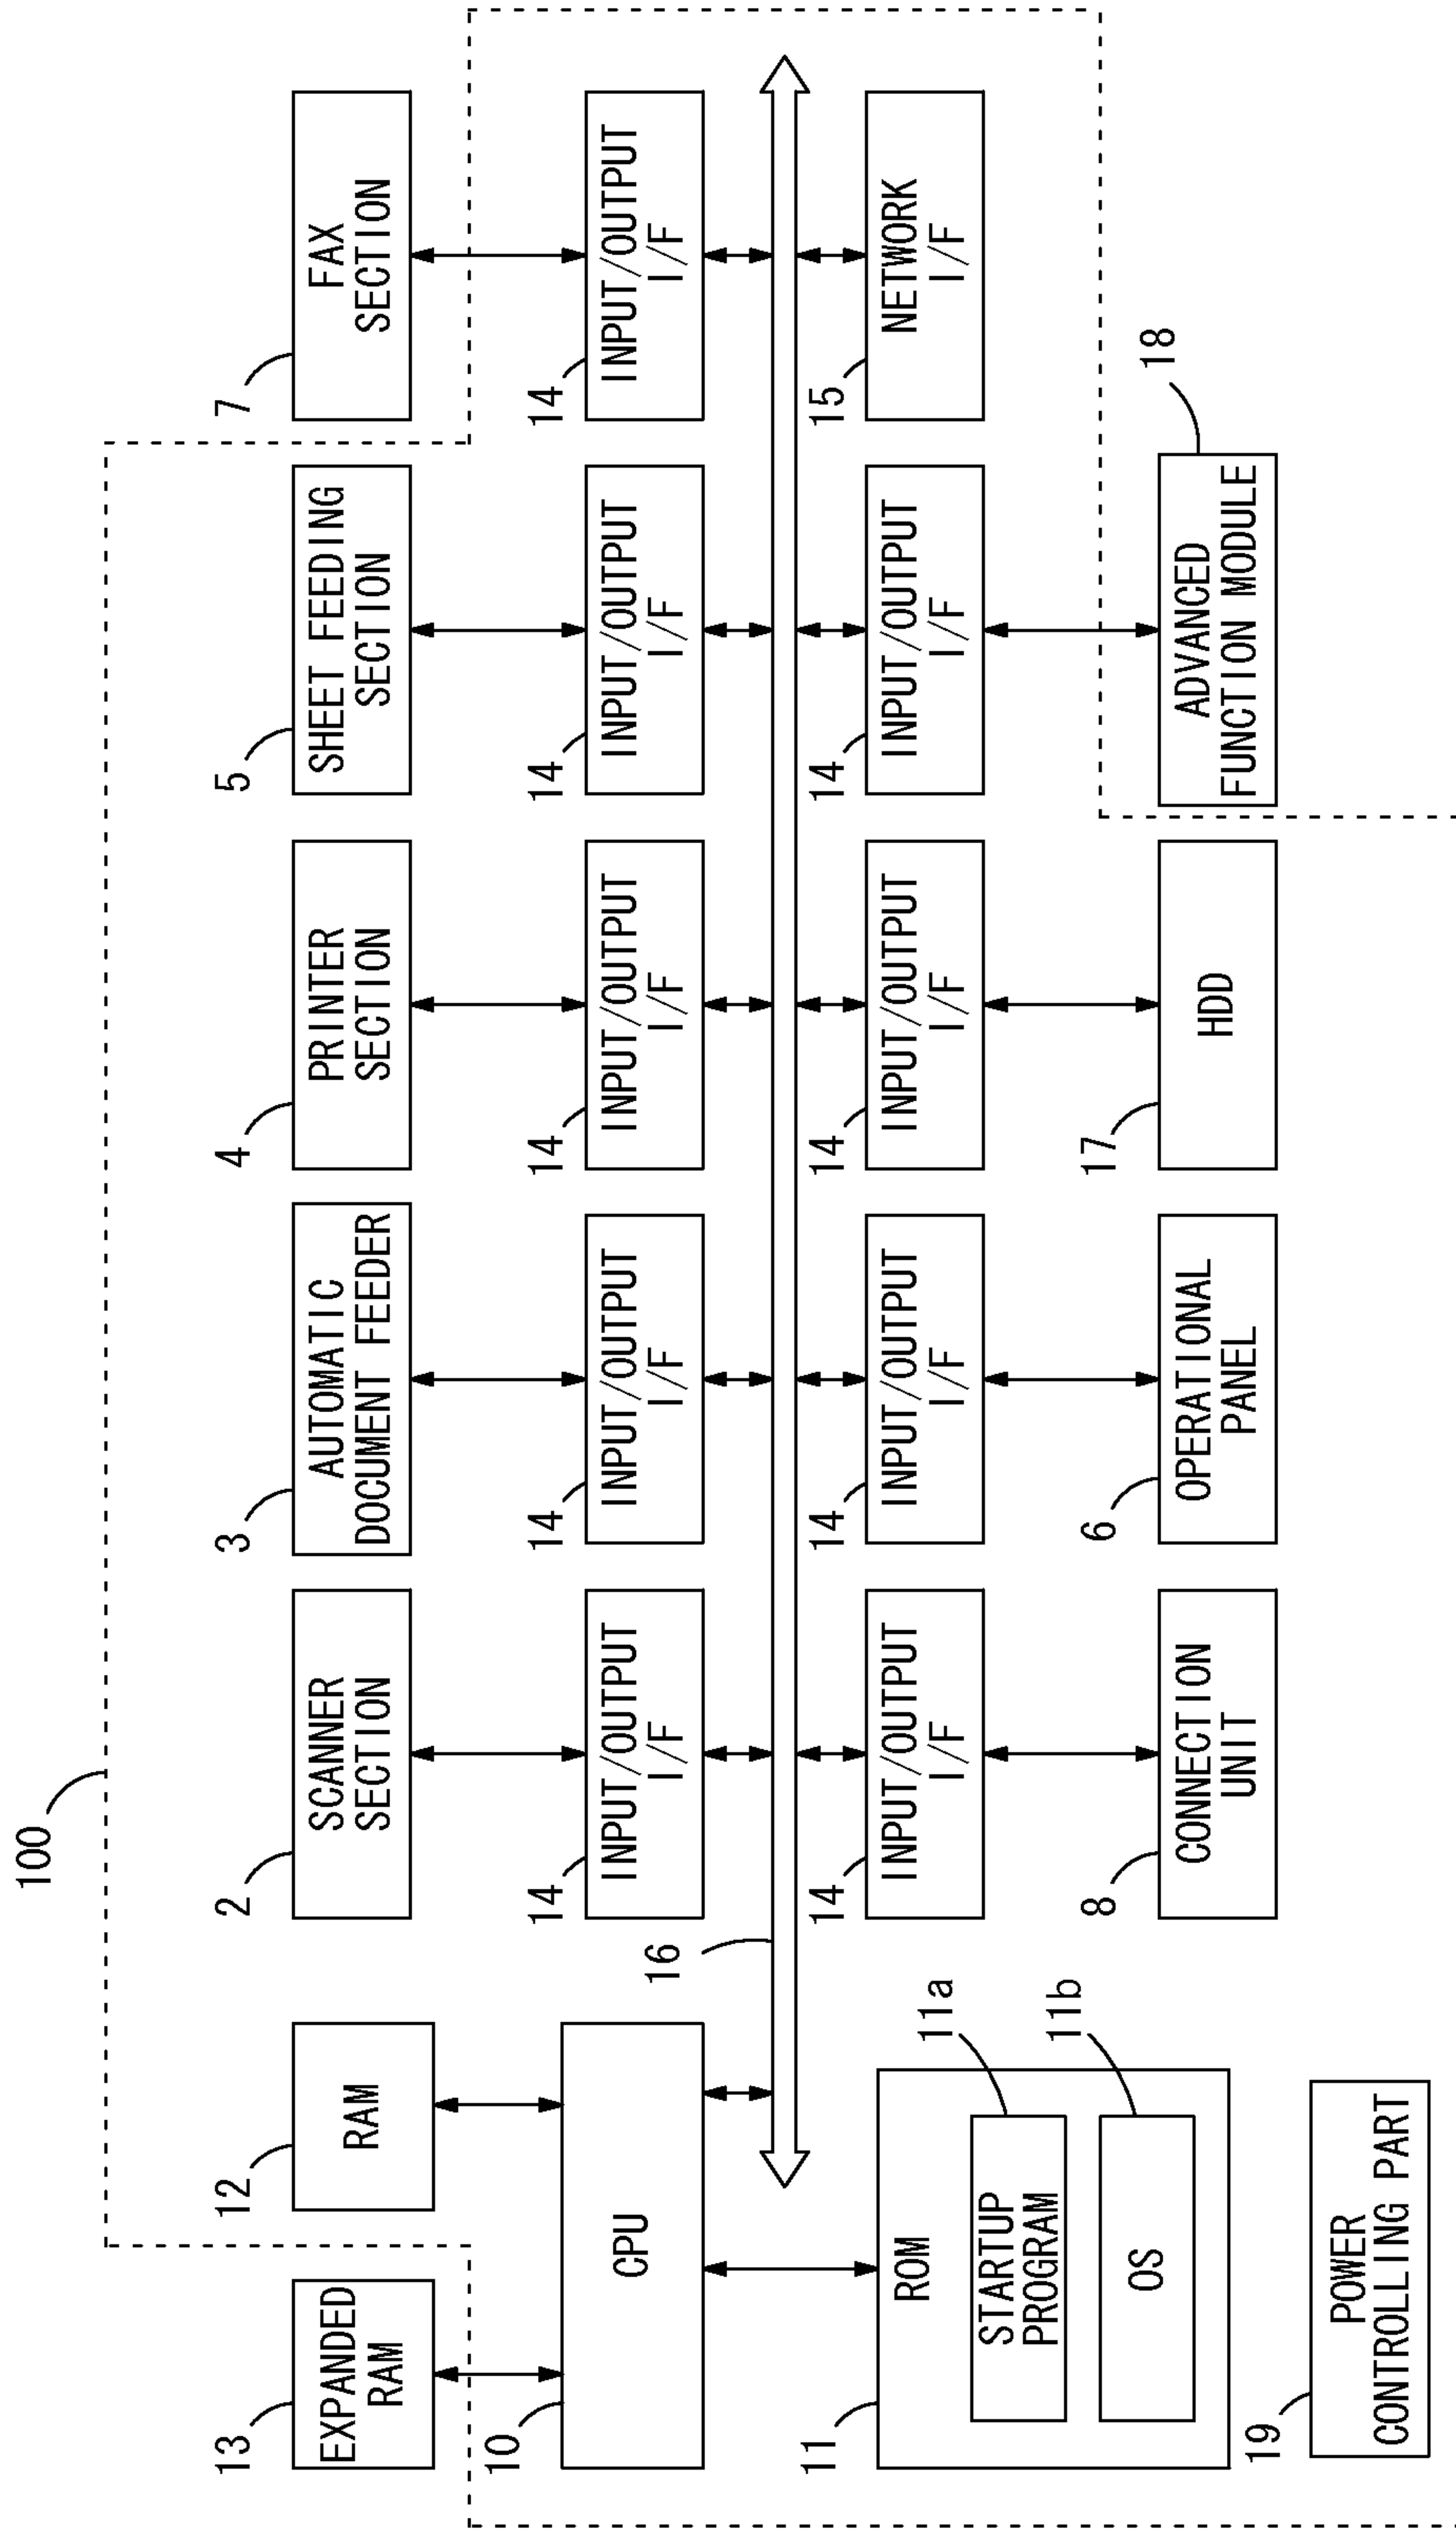 100
13
EXPANDED
RAM
12
RAM
2
SCANNER
SECTION
3
AUTOMATIC
DOCUMENT FEEDER
4
PRINTER
SECTION
5
SHEET FEEDING
SECTION
7
FAX
SECTION
10
CPU
14
INPUT/OUTPUT
I/F
14
INPUT/OUTPUT
I/F
14
INPUT/OUTPUT
I/F
14
INPUT/OUTPUT
I/F
14
INPUT/OUTPUT
I/F
16
11
ROM
11a
STARTUP
PROGRAM
11b
OS
14
INPUT/OUTPUT
I/F
14
INPUT/OUTPUT
I/F
14
INPUT/OUTPUT
I/F
14
INPUT/OUTPUT
I/F
15
NETWORK
I/F
8
CONNECTION
UNIT
6
OPERATIONAL
PANEL
17
HDD
18
ADVANCED
FUNCTION MODULE
19
POWER
CONTROLLING PART